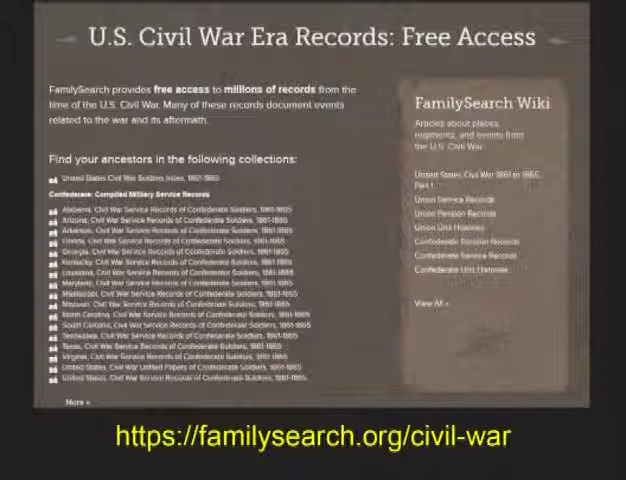 U.S. Civil War Era Records: Free Access
FamilySearch provides free access to millions of records from the
time of the U.S. Civil War. Many of these records document events
related to the war and its aftermath.
Find your ancestors in the following collections:
United States Civil War Soldiers Index, 1861-1865
Confederate: Compiled Military Service Records
Alabama, Civil War Service Records of Confederate Soldiers, 1861-1865
Arizona, Civil War Service Records of Confederate Soldiers, 1861-1865
Arkansas, Civil War Service Records of Confederate Soldiers, 1861-1865
Florida, Civil War Service Records of Confederate Soldiers, 1861-1865
Georgia, Civil War Service Records of Confederate Soldiers, 1861-1865
Kentucky, Civil War Service Records of Confederate Soldiers, 1861-1865
Louisiana, Civil War Service Records of Confederate Soldiers, 1861-1865
Maryland, Civil War Service Records of Confederate Soldiers, 1861-1865
Mississippi, Civil War Service Records of Confederate Soldiers, 1861-1865
Missouri, Civil War Service Records of Confederate Soldiers, 1861-1865
North Carolina, Civil War Service Records of Confederate Soldiers, 1861-1865
South Carolina, Civil War Service Records of Confederate Soldiers, 1861-1865
Tennessee, Civil War Service Records of Confederate Soldiers, 1861-1865
Texas, Civil War Service Records of Confederate Soldiers, 1861-1865
Virginia, Civil War Service Records of Confederate Soldiers, 1861-1865
United States, Civil War Unfiled Papers of Confederate Soldiers, 1861-1865
United States, Civil War Service Records of Confederate Soldiers, 1861-1865
More »
FamilySearch Wiki
Articles about places,
regiments, and events from
the U.S. Civil War
United States Civil War 1861 to 1865,
Part 1
Union Service Records
Union Pension Records
Union Unit Histories
Confederate Pension Records
Confederate Service Records
Confederate Unit Histories
View All »
https://familysearch.org/civil-war